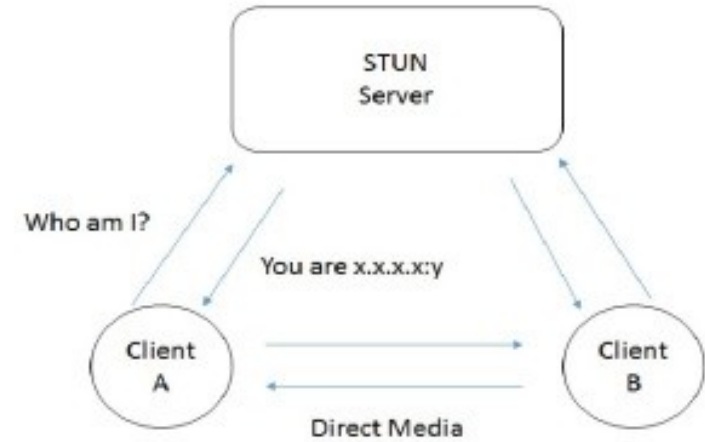 STUN
Server
Who am I?
You are x.x.x.x:y
Client
A
Client
B
Direct Media